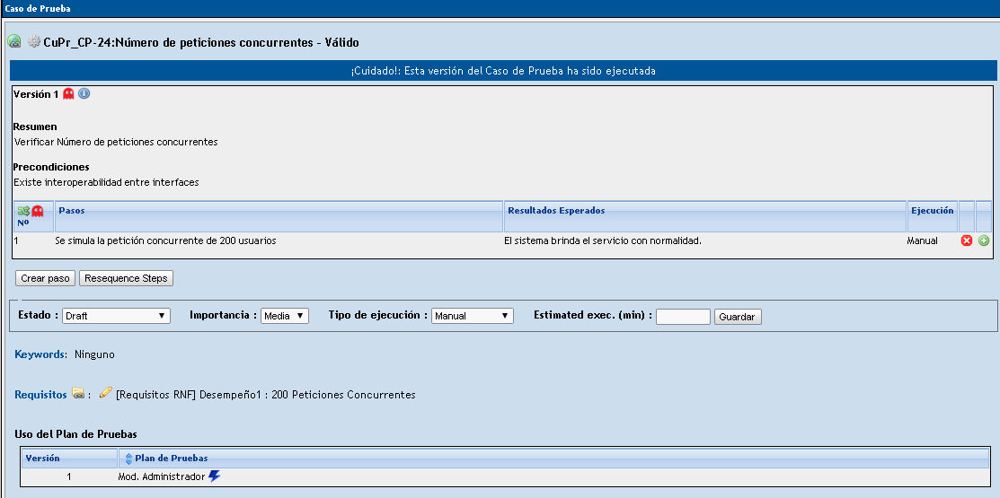 Caso de Prueba
CuPr_CP-24:Número de peticiones concurrentes - Válido
¡Cuidado!: Esta versión del Caso de Prueba ha sido ejecutada
Versión 1
Resumen
Verificar Número de peticiones concurrentes
Precondiciones
Existe interoperabilidad entre interfaces
Nº Pasos Resultados Esperados Ejecución
1 Se simula la petición concurrente de 200 usuarios El sistema brinda el servicio con normalidad. Manual
Crear paso Resequence Steps
Estado : Draft Importancia : Media Tipo de ejecución : Manual Estimated exec. (min) : Guardar
Keywords: Ninguno
Requisitos : [Requisitos RNF] Desempeño1 : 200 Peticiones Concurrentes
Uso del Plan de Pruebas
Versión Plan de Pruebas
1 Mod. Administrador